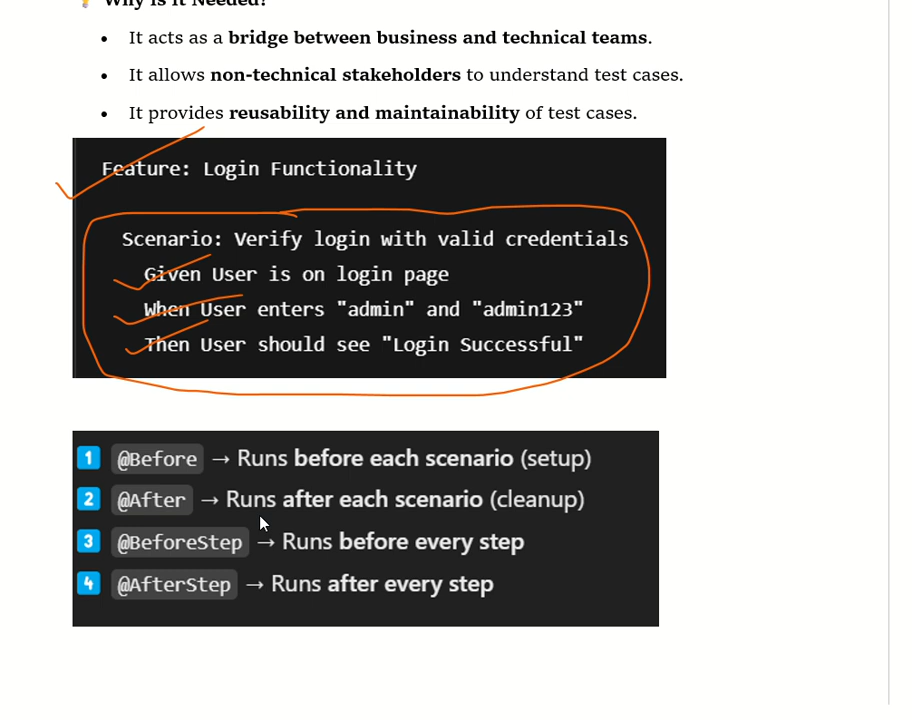 Why Is It Needed?
• It acts as a bridge between business and technical teams.
• It allows non-technical stakeholders to understand test cases.
• It provides reusability and maintainability of test cases.
Feature: Login Functionality
Scenario: Verify login with valid credentials
Given User is on login page
When User enters "admin" and "admin123"
Then User should see "Login Successful"
1 @Before → Runs before each scenario (setup)
2 @After → Runs after each scenario (cleanup)
3 @BeforeStep → Runs before every step
4 @AfterStep → Runs after every step